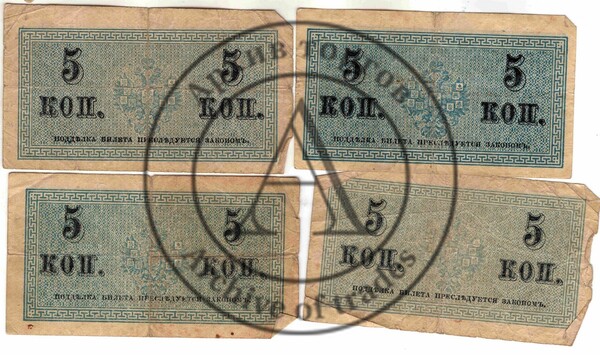 5 5
КОП. КОП.
ПОДДѢЛКА БИЛЕТА ПРЕСЛѢДУЕТСЯ ЗАКОНОМЪ.
5 5
КОП. КОП.
ПОДДѢЛКА БИЛЕТА ПРЕСЛѢДУЕТСЯ ЗАКОНОМЪ.
5 5
КОП. КОП.
ПОДДѢЛКА БИЛЕТА ПРЕСЛѢДУЕТСЯ ЗАКОНОМЪ.
5 5
КОП. КОП.
ПОДДѢЛКА БИЛЕТА ПРЕСЛѢДУЕТСЯ ЗАКОНОМЪ.
АРХИВ ТОРГОВ
A
Archive of trades